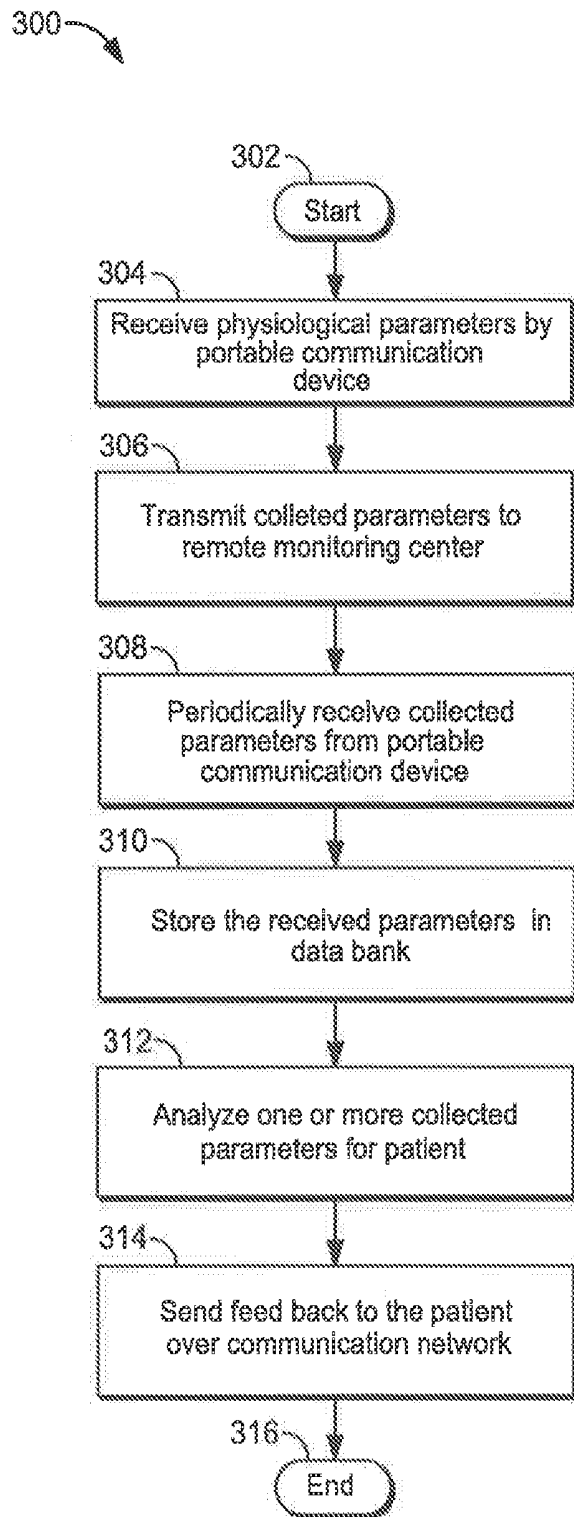 300
302
Start
304
Receive physiological parameters by
portable communication
device
306
Transmit colleted parameters to
remote monitoring center
308
Periodically receive collected
parameters from portable
communication device
310
Store the received parameters in
data bank
312
Analyze one or more collected
parameters for patient
314
Send feed back to the patient
over communication network
316
End